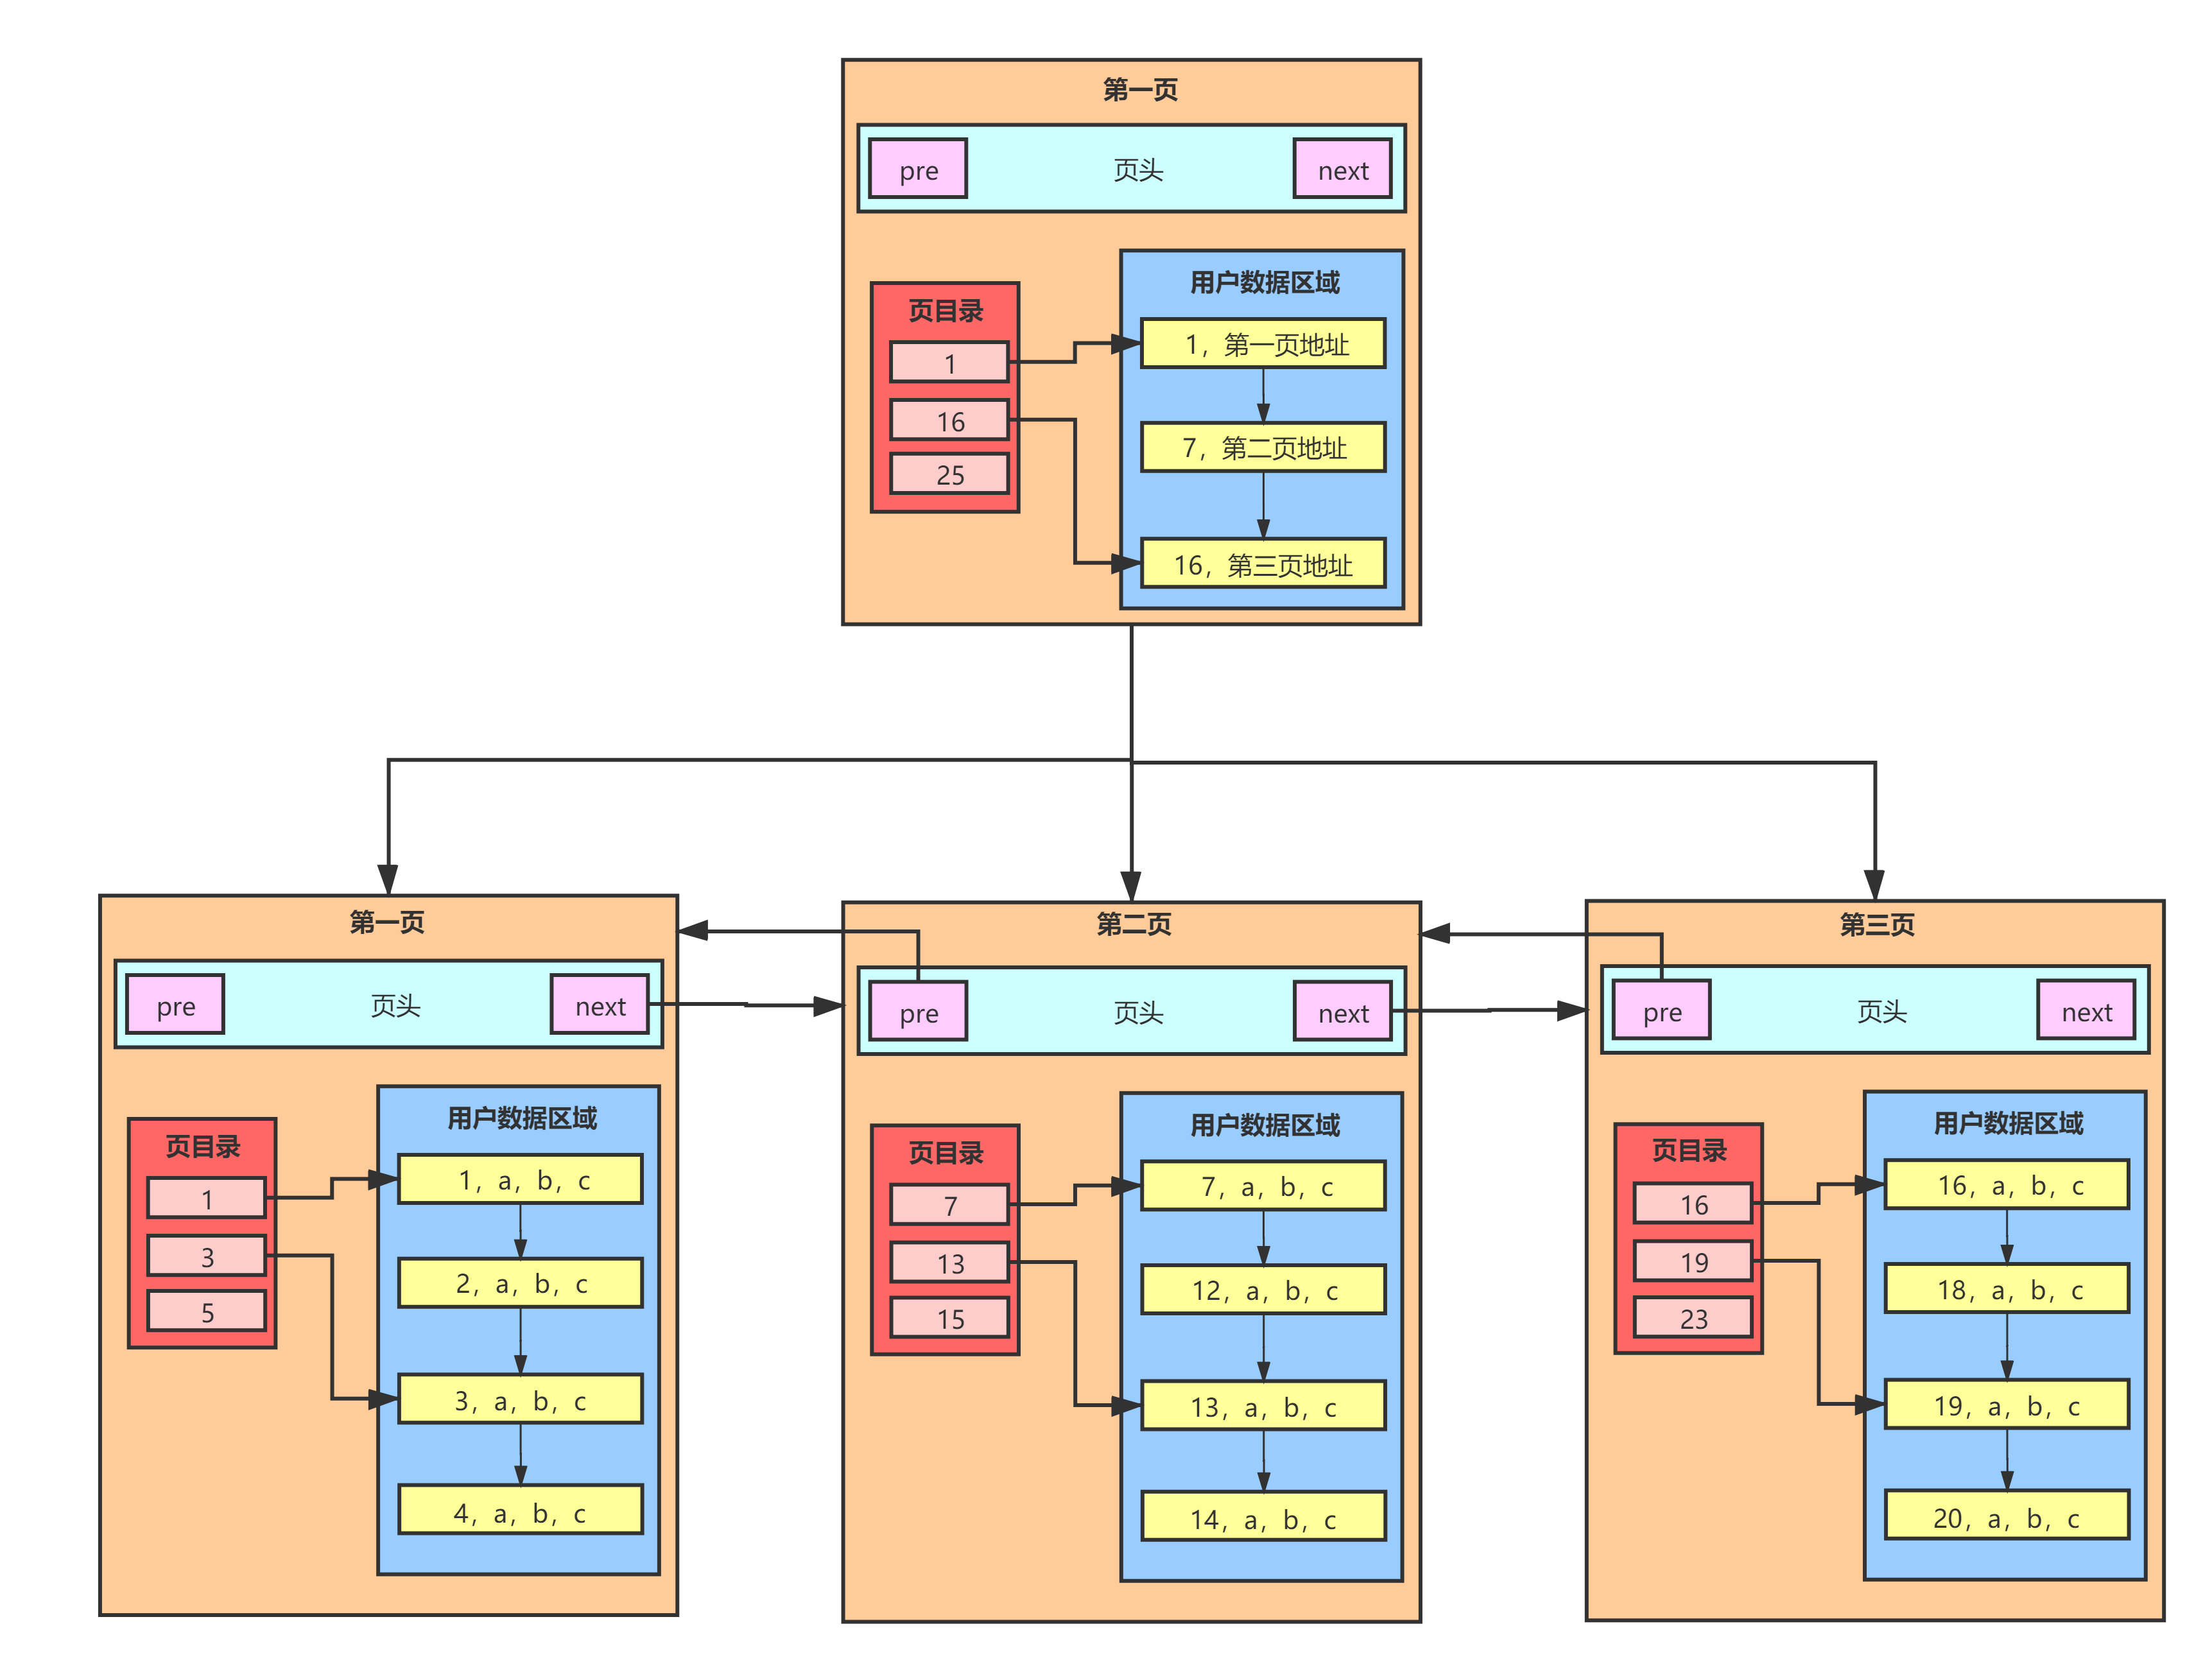 第一页
pre
页头
next
页目录
1
16
25
用户数据区域
1，第一页地址
7，第二页地址
16，第三页地址
第一页
pre
页头
next
页目录
1
3
5
用户数据区域
1，a，b，c
2，a，b，c
3，a，b，c
4，a，b，c
第二页
pre
页头
next
页目录
7
13
15
用户数据区域
7，a，b，c
12，a，b，c
13，a，b，c
14，a，b，c
第三页
pre
页头
next
页目录
16
19
23
用户数据区域
16，a，b，c
18，a，b，c
19，a，b，c
20，a，b，c